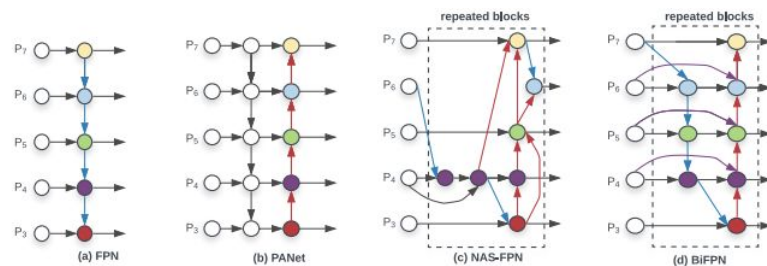 repeated blocks repeated blocks
P7 P7 P7 P7
P6 P6 P6 P6
P5 P5 P5 P5
P4 P4 P4 P4
P3 P3 P3 P3
(a) FPN (b) PANet (c) NAS-FPN (d) BiFPN